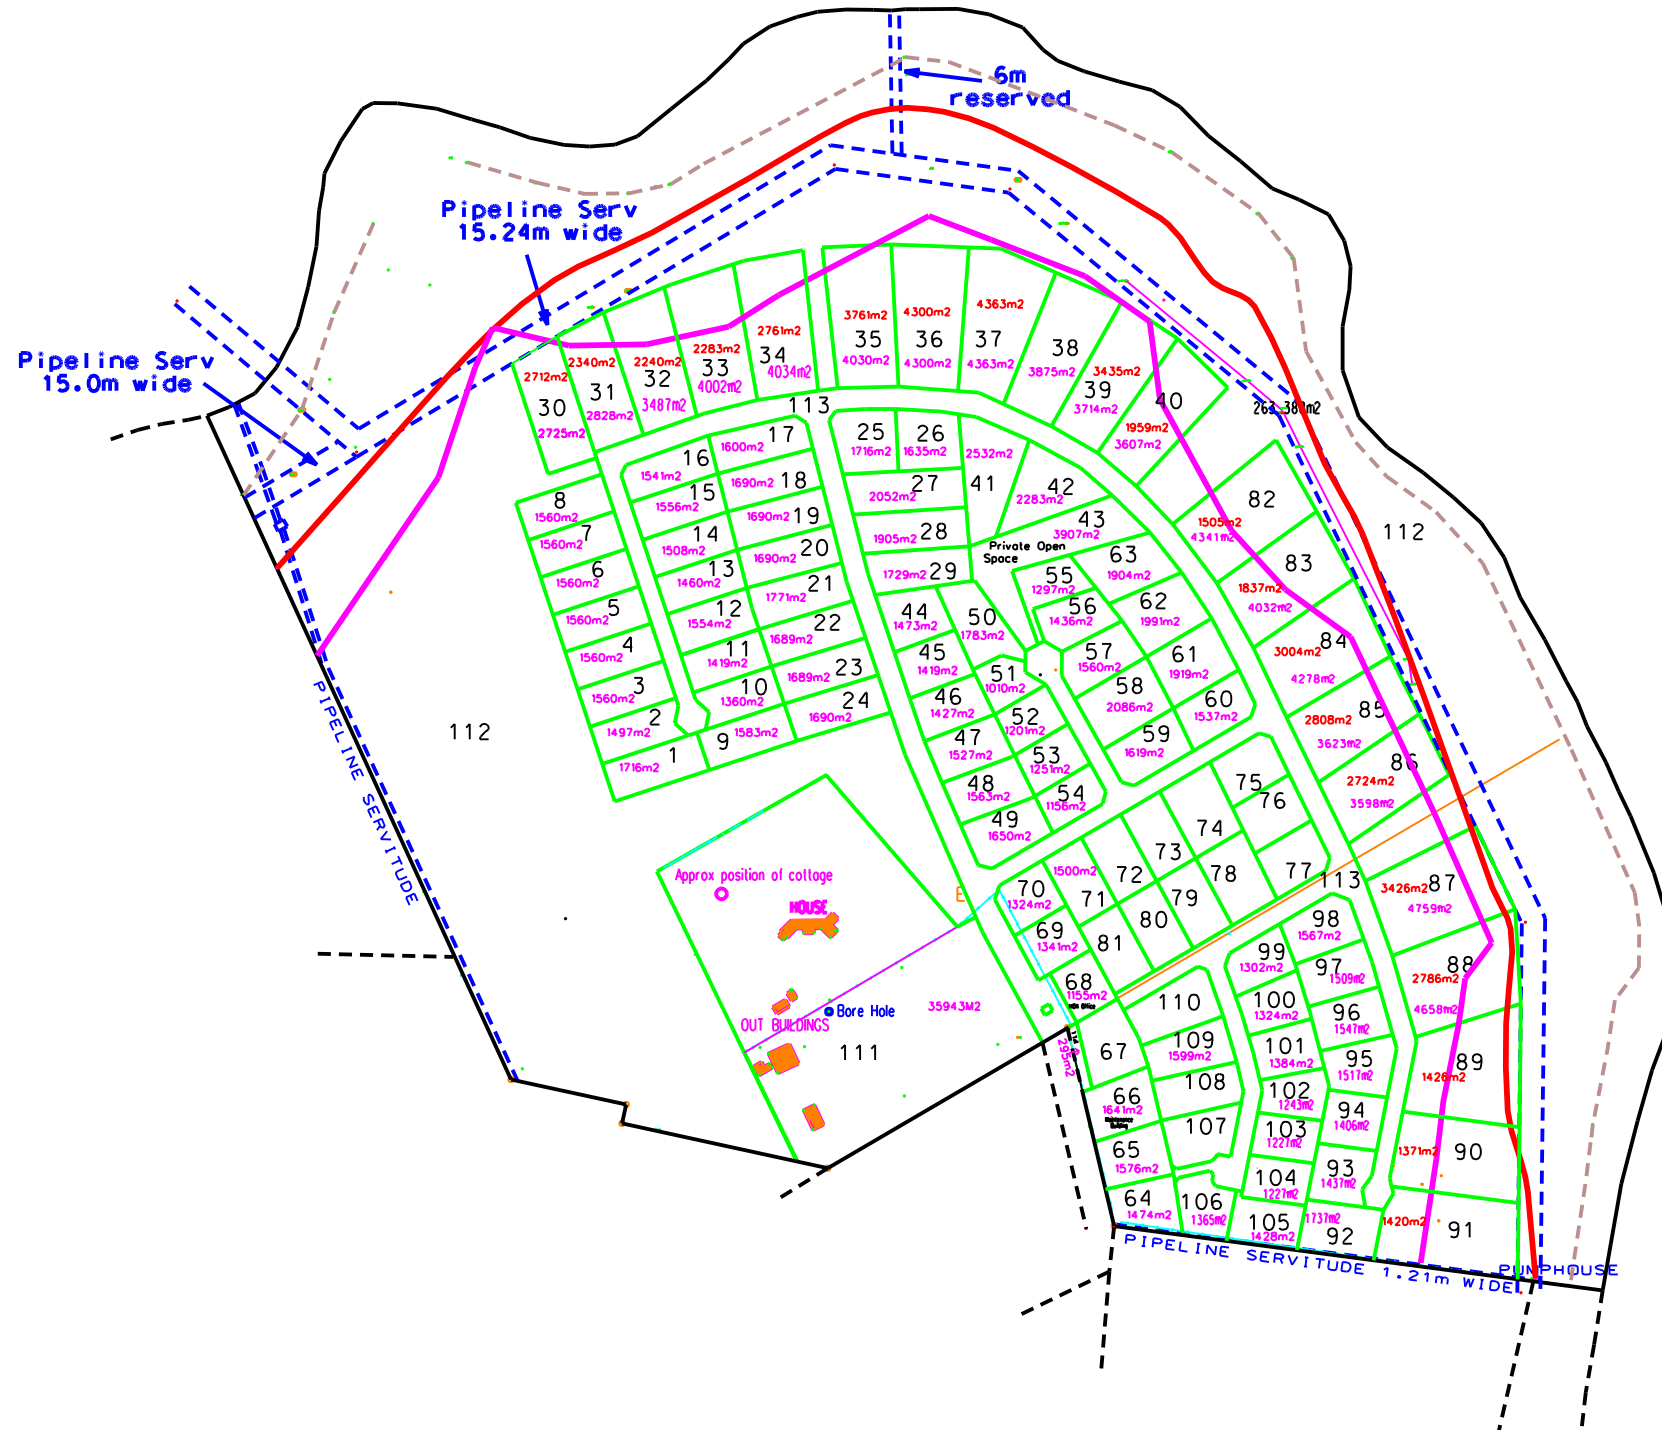 6m
reserved
Pipeline Serv
15.24m wide
Pipeline Serv
15.0m wide
PIPELINE SERVITUDE
112
2712m2
30
2725m2
2340m2
31
2828m2
2240m2
32
3487m2
2283m2
33
4002m2
2761m2
34
4034m2
3761m2
35
4030m2
4300m2
36
4300m2
4363m2
37
4363m2
38
3875m2
3435m2
39
3714m2
40
1959m2
3607m2
112
113
8
1560m2
7
1560m2
6
1560m2
5
1560m2
4
1560m2
3
1560m2
2
1497m2
1
1716m2
9
1583m2
10
1360m2
11
1419m2
12
1554m2
13
1460m2
14
1508m2
15
1556m2
16
1541m2
17
1600m2
18
1690m2
19
1690m2
20
1690m2
21
1771m2
22
1689m2
23
1689m2
24
1690m2
25
1716m2
26
1635m2
27
2052m2
28
1905m2
29
1729m2
2532m2
41
42
2283m2
43
3907m2
Private Open
Space
44
1473m2
45
1419m2
46
1427m2
47
1527m2
48
1563m2
49
1650m2
50
1783m2
51
1010m2
52
1201m2
53
1251m2
54
1156m2
55
1297m2
56
1436m2
57
1560m2
58
2086m2
59
1619m2
60
1537m2
61
1919m2
62
1991m2
63
1904m2
82
1505m2
4341m2
83
1837m2
4032m2
84
3004m2
4278m2
85
2808m2
3623m2
86
2724m2
3598m2
87
3426m2
4759m2
88
2786m2
4658m2
89
1426m2
90
1371m2
91
1420m2
113
70
1324m2
69
1341m2
68
1155m2
1500m2
71
72
73
74
75
76
77
78
79
80
81
67
66
1641m2
65
1576m2
64
1474m2
110
109
1599m2
108
107
106
1365m2
105
1428m2
104
1227m2
103
1227m2
102
1243m2
101
1384m2
100
1324m2
99
1302m2
98
1567m2
97
1509m2
96
1547m2
95
1517m2
94
1406m2
93
1437m2
1737m2
92
295m2
E
Approx position of cottage
HOUSE
Bore Hole
35943M2
OUT BUILDINGS
111
PIPELINE SERVITUDE 1.21m WIDE
PUMPHOUSE